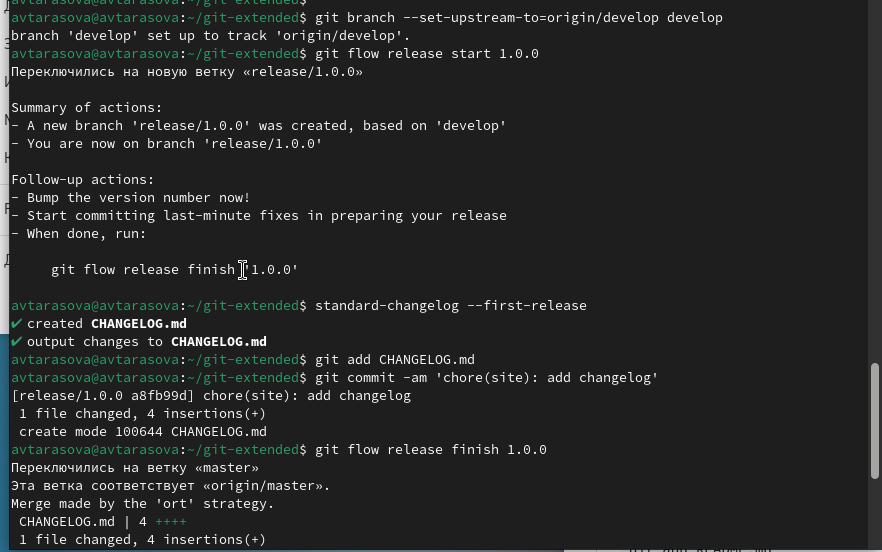 avtarasova@avtarasova:~/git-extended$ git branch --set-upstream-to=origin/develop develop
branch 'develop' set up to track 'origin/develop'.
avtarasova@avtarasova:~/git-extended$ git flow release start 1.0.0
Переключились на новую ветку «release/1.0.0»
Summary of actions:
- A new branch 'release/1.0.0' was created, based on 'develop'
- You are now on branch 'release/1.0.0'
Follow-up actions:
- Bump the version number now!
- Start committing last-minute fixes in preparing your release
- When done, run:
git flow release finish '1.0.0'
avtarasova@avtarasova:~/git-extended$ standard-changelog --first-release
✔ created CHANGELOG.md
✔ output changes to CHANGELOG.md
avtarasova@avtarasova:~/git-extended$ git add CHANGELOG.md
avtarasova@avtarasova:~/git-extended$ git commit -am 'chore(site): add changelog'
[release/1.0.0 a8fb99d] chore(site): add changelog
1 file changed, 4 insertions(+)
create mode 100644 CHANGELOG.md
avtarasova@avtarasova:~/git-extended$ git flow release finish 1.0.0
Переключились на ветку «master»
Эта ветка соответствует «origin/master».
Merge made by the 'ort' strategy.
CHANGELOG.md | 4 ++++
1 file changed, 4 insertions(+)